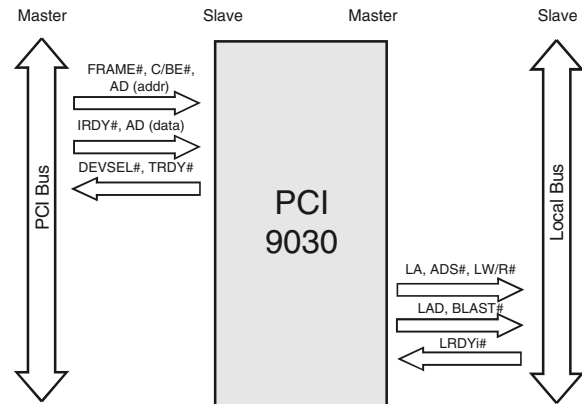 Master
Slave
Master
Slave
FRAME#, C/BE#,
AD (addr)
IRDY#, AD (data)
DEVSEL#, TRDY#
PCI Bus
PCI
9030
LA, ADS#, LW/R#
LAD, BLAST#
LRDYi#
Local Bus